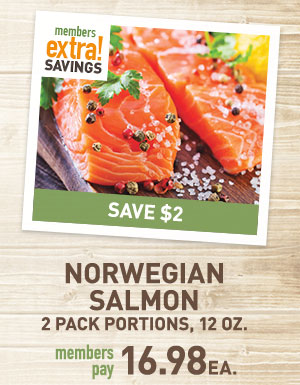 members
extra!
SAVINGS
SAVE $2
NORWEGIAN
SALMON
2 PACK PORTIONS, 12 OZ.
members
pay 16.98EA.